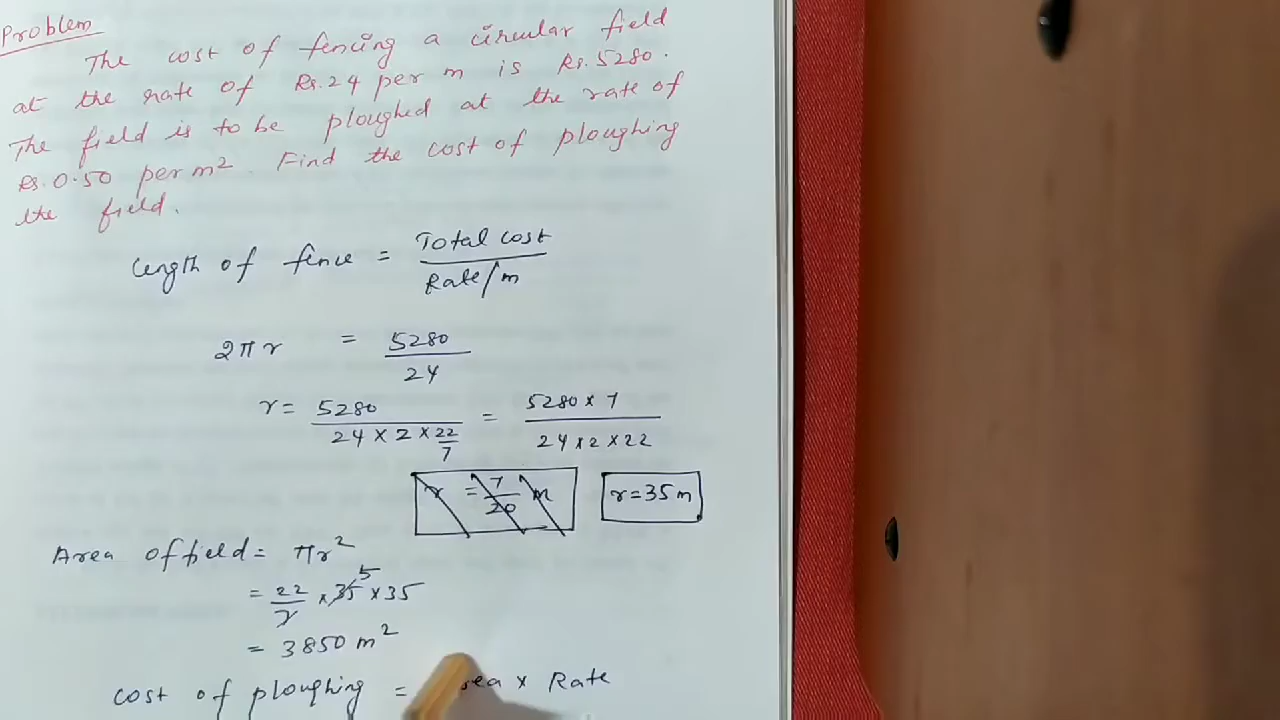 Problem
The cost of fencing a circular field
at the rate of Rs.24 per m is Rs.5280.
The field is to be ploughed at the rate of
Rs.0.50 per m². Find the cost of ploughing
the field.
Length of fence = Total cost / Rate/m
2πr = 5280 / 24
r = 5280 / 24 × 2 × 22/7 = 5280 × 7 / 24 × 2 × 22
r = 7/20 m r = 35 m
Area of field = πr²
= 22/7 × 35 5 × 35
= 3850 m²
Cost of ploughing = × Rate